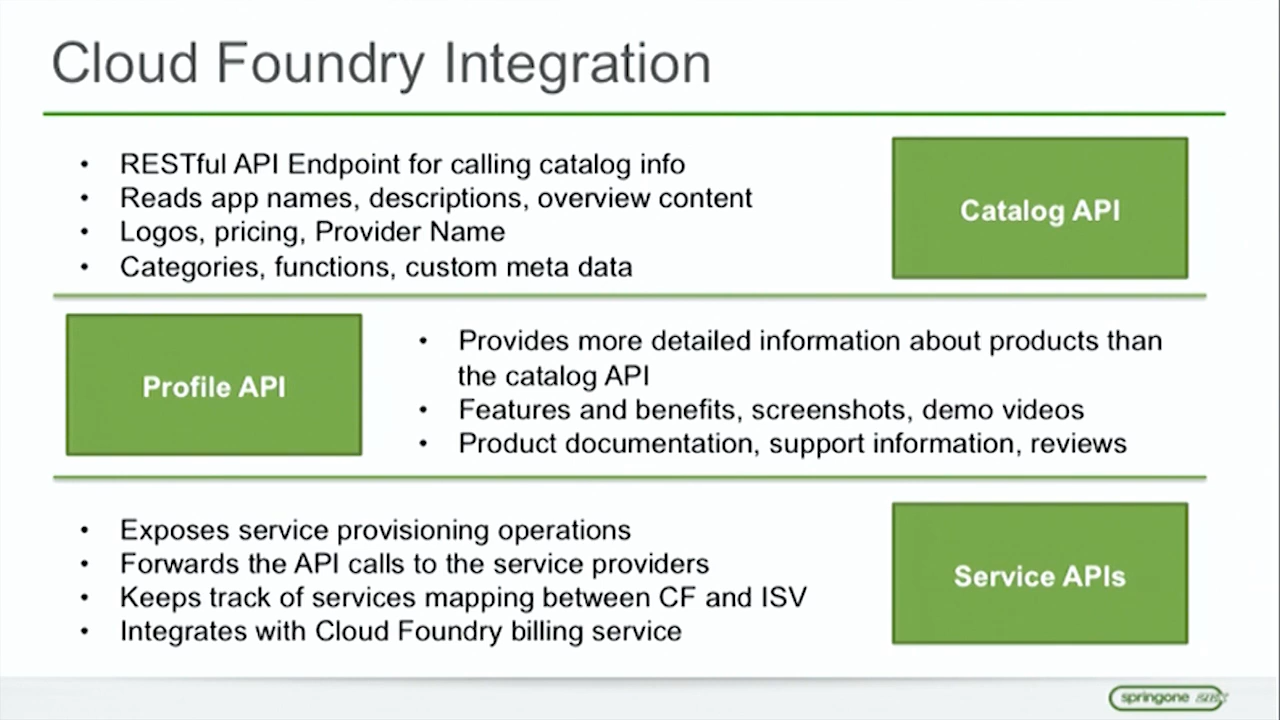 Cloud Foundry Integration
• RESTful API Endpoint for calling catalog info
• Reads app names, descriptions, overview content
• Logos, pricing, Provider Name
• Categories, functions, custom meta data
Catalog API
Profile API
• Provides more detailed information about products than
the catalog API
• Features and benefits, screenshots, demo videos
• Product documentation, support information, reviews
• Exposes service provisioning operations
• Forwards the API calls to the service providers
• Keeps track of services mapping between CF and ISV
• Integrates with Cloud Foundry billing service
Service APIs
springone